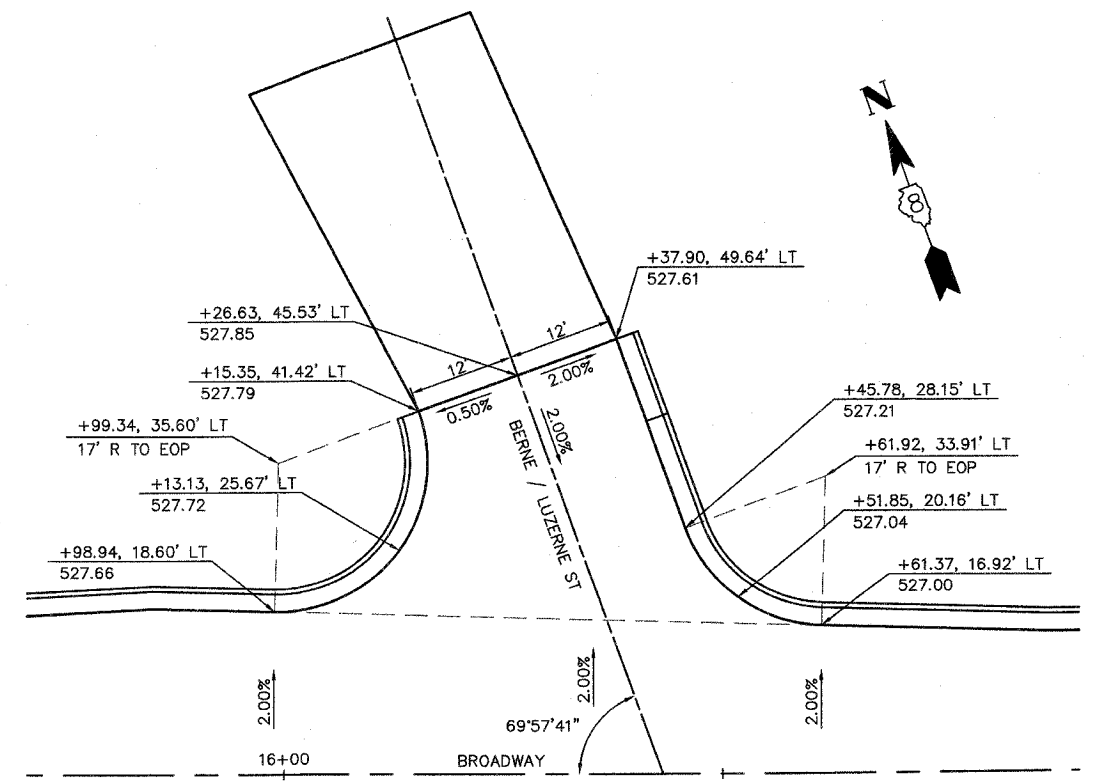 N
8
+37.90, 49.64' LT
527.61
+26.63, 45.53' LT
527.85
12'
12'
+15.35, 41.42' LT
527.79
2.00%
0.50%
2.00%
+45.78, 28.15' LT
527.21
+99.34, 35.60' LT
17' R TO EOP
+61.92, 33.91' LT
17' R TO EOP
BERNE / LUZERNE ST
+13.13, 25.67' LT
527.72
+51.85, 20.16' LT
527.04
+98.94, 18.60' LT
527.66
+61.37, 16.92' LT
527.00
2.00%
2.00%
2.00%
69°57'41"
16+00
BROADWAY